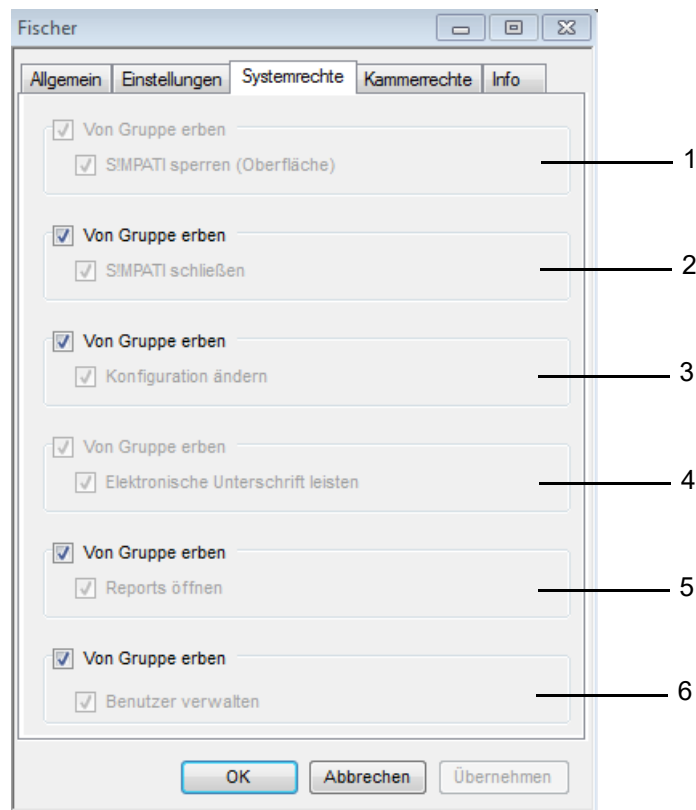 Fischer
Allgemein Einstellungen Systemrechte Kammerrechte Info
Von Gruppe erben
S!MPATI sperren (Oberfläche)
1
Von Gruppe erben
S!MPATI schließen
2
Von Gruppe erben
Konfiguration ändern
3
Von Gruppe erben
Elektronische Unterschrift leisten
4
Von Gruppe erben
Reports öffnen
5
Von Gruppe erben
Benutzer verwalten
6
OK Abbrechen Übernehmen